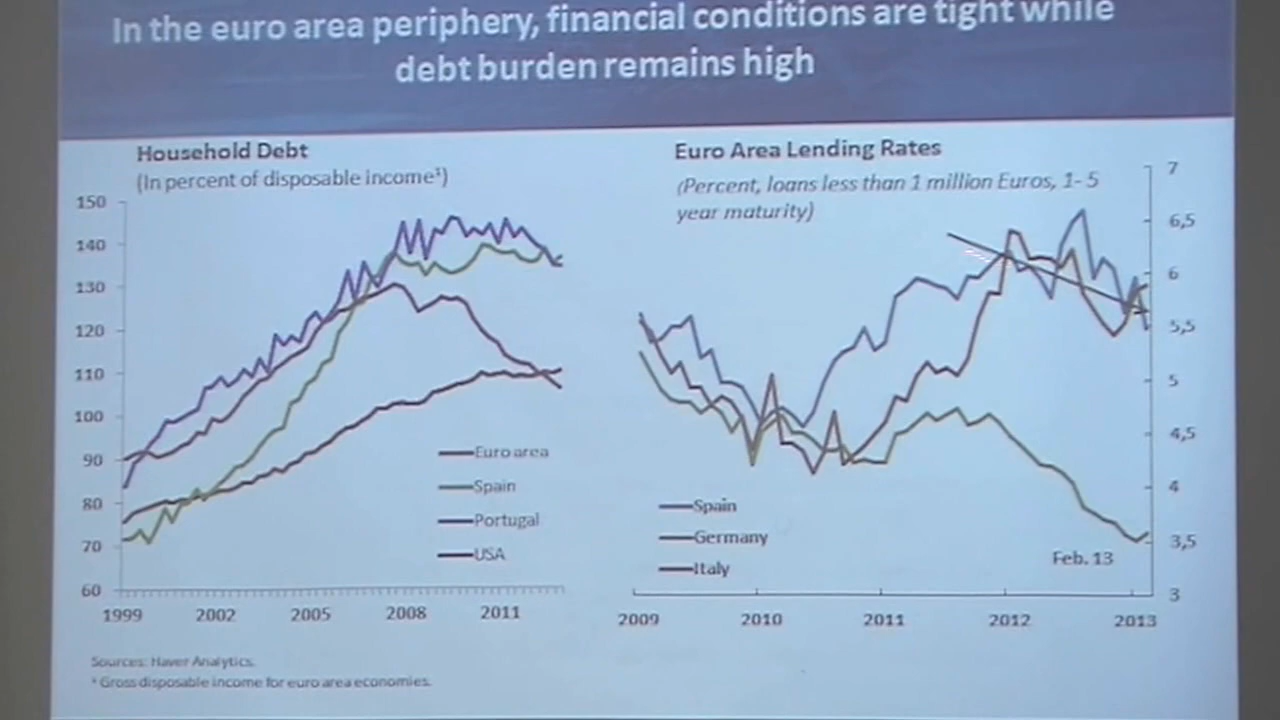 In the euro area periphery, financial conditions are tight while
debt burden remains high
Household Debt
(In percent of disposable income¹)
150
140
130
120
110
100
90
80
70
60
1999
2002
2005
2008
2011
Euro area
Spain
Portugal
USA
Sources: Haver Analytics.
¹ Gross disposable income for euro area economies.
Euro Area Lending Rates
(Percent, loans less than 1 million Euros, 1- 5
year maturity)
7
6,5
6
5,5
5
4,5
4
3,5
3
Spain
Germany
Italy
Feb. 13
2009
2010
2011
2012
2013